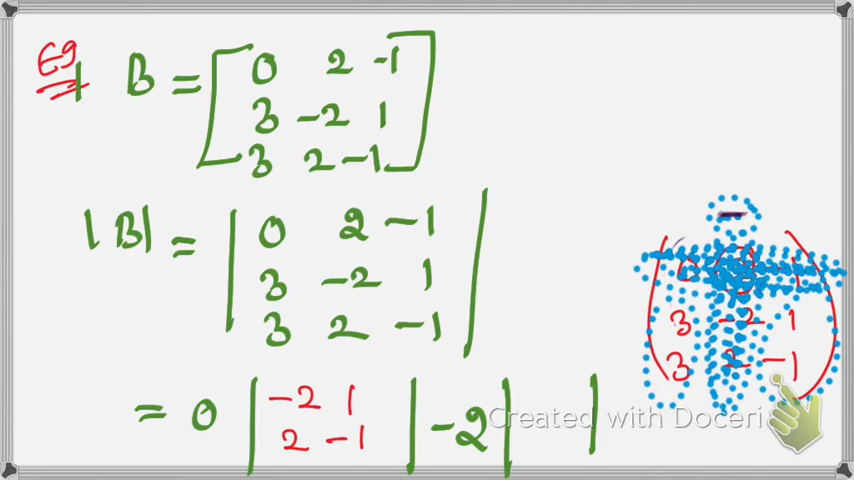 Eg
B = [ 0 2 -1
3 -2 1
3 2 -1 ]
|B| = | 0 2 -1 |
3 -2 1
3 2 -1
3 -2 1
3 2 -1
= 0 | -2 1 | -2 | |
2 -1
Created with Doceri